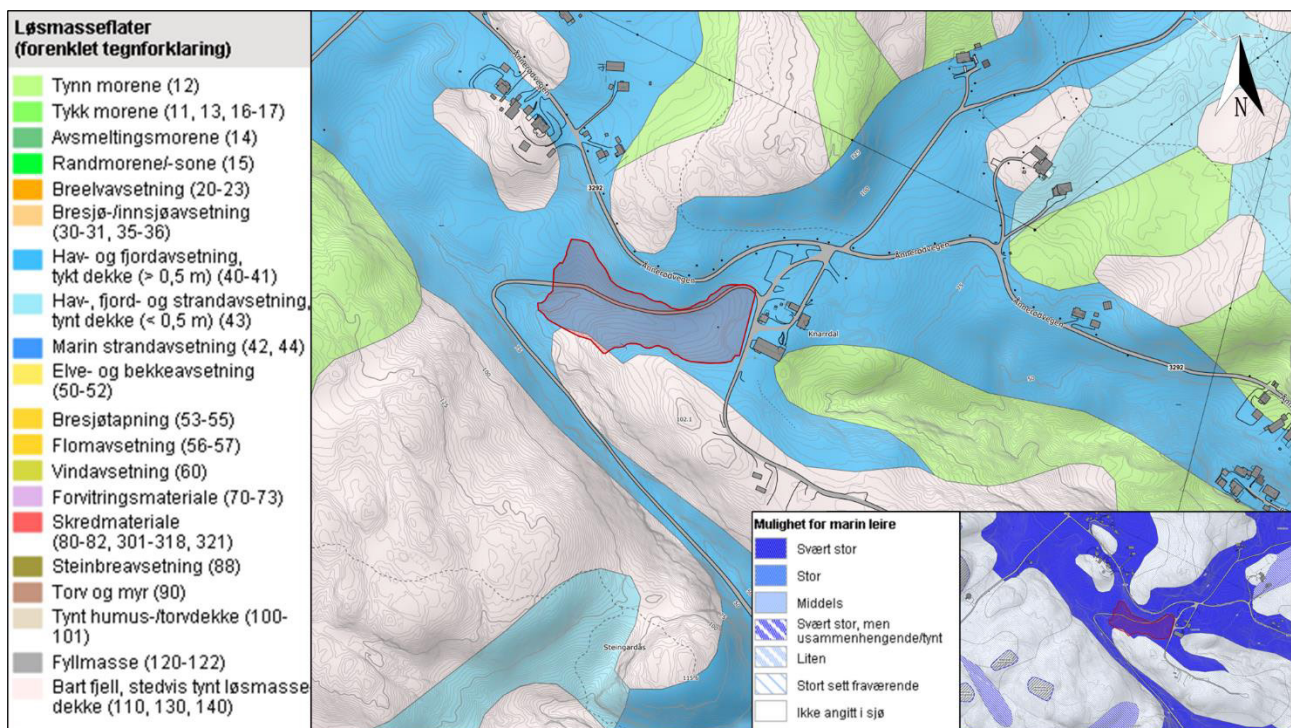 Løsmasseflater
(forenklet tegnforklaring)
Tynn morene (12)
Tykk morene (11, 13, 16-17)
Avsmeltingsmorene (14)
Randmorene/-sone (15)
Breelvavsetning (20-23)
Bresjø-/innsjøavsetning
(30-31, 35-36)
Hav- og fjordavsetning,
tykt dekke (> 0,5 m) (40-41)
Hav-, fjord- og strandavsetning,
tynt dekke (< 0,5 m) (43)
Marin strandavsetning (42, 44)
Elve- og bekkeavsetning
(50-52)
Bresjøtapning (53-55)
Flomavsetning (56-57)
Vindavsetning (60)
Forvitringsmateriale (70-73)
Skredmateriale
(80-82, 301-318, 321)
Steinbreavsetning (88)
Torv og myr (90)
Tynt humus-/torvdekke (100-
101)
Fyllmasse (120-122)
Bart fjell, stedvis tynt løsmasse
dekke (110, 130, 140)
Annerødvegen
3292
Annerødvegen
Annerødvegen
Annerødvegen
3292
Knarrdal
102.1
Steingardås
N
Mulighet for marin leire
Svært stor
Stor
Middels
Svært stor, men
usammenhengende/tynt
Liten
Stort sett fraværende
Ikke angitt i sjø